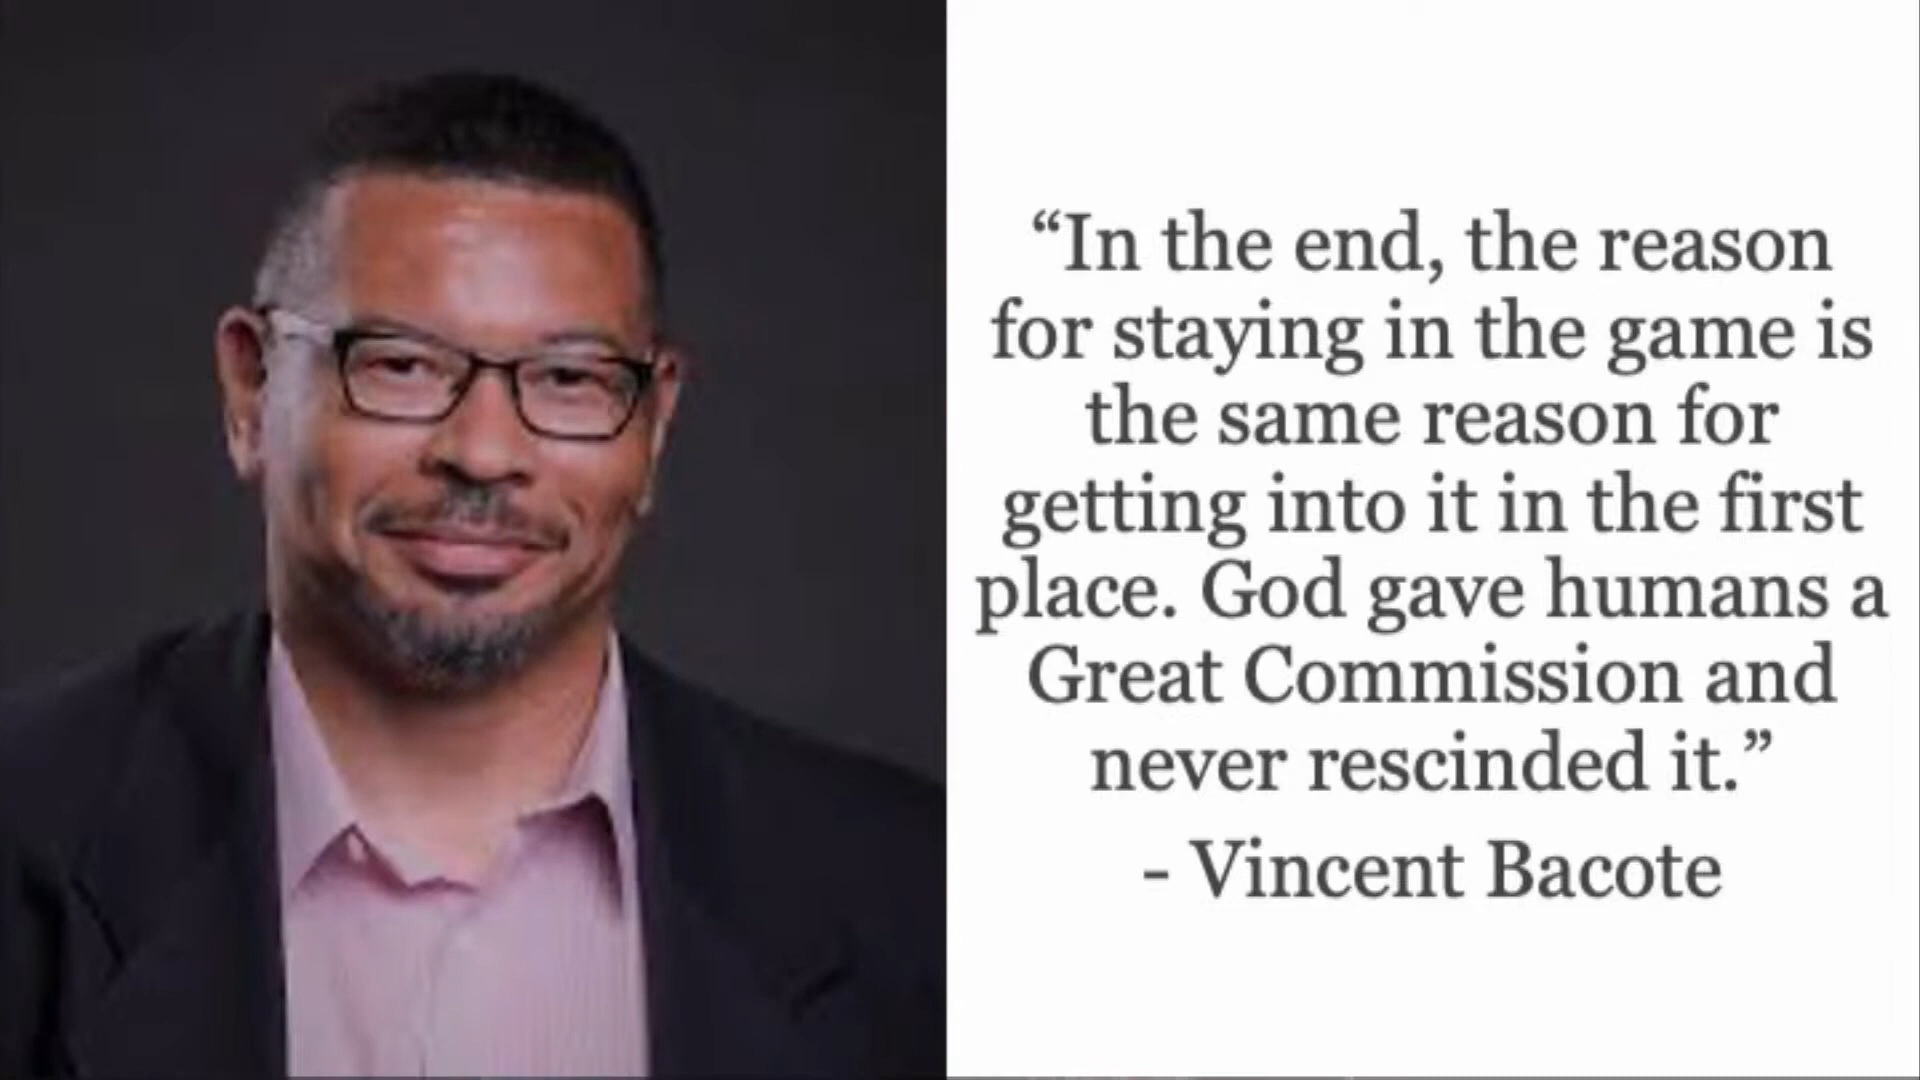 “In the end, the reason
for staying in the game is
the same reason for
getting into it in the first
place. God gave humans a
Great Commission and
never rescinded it.”
- Vincent Bacote